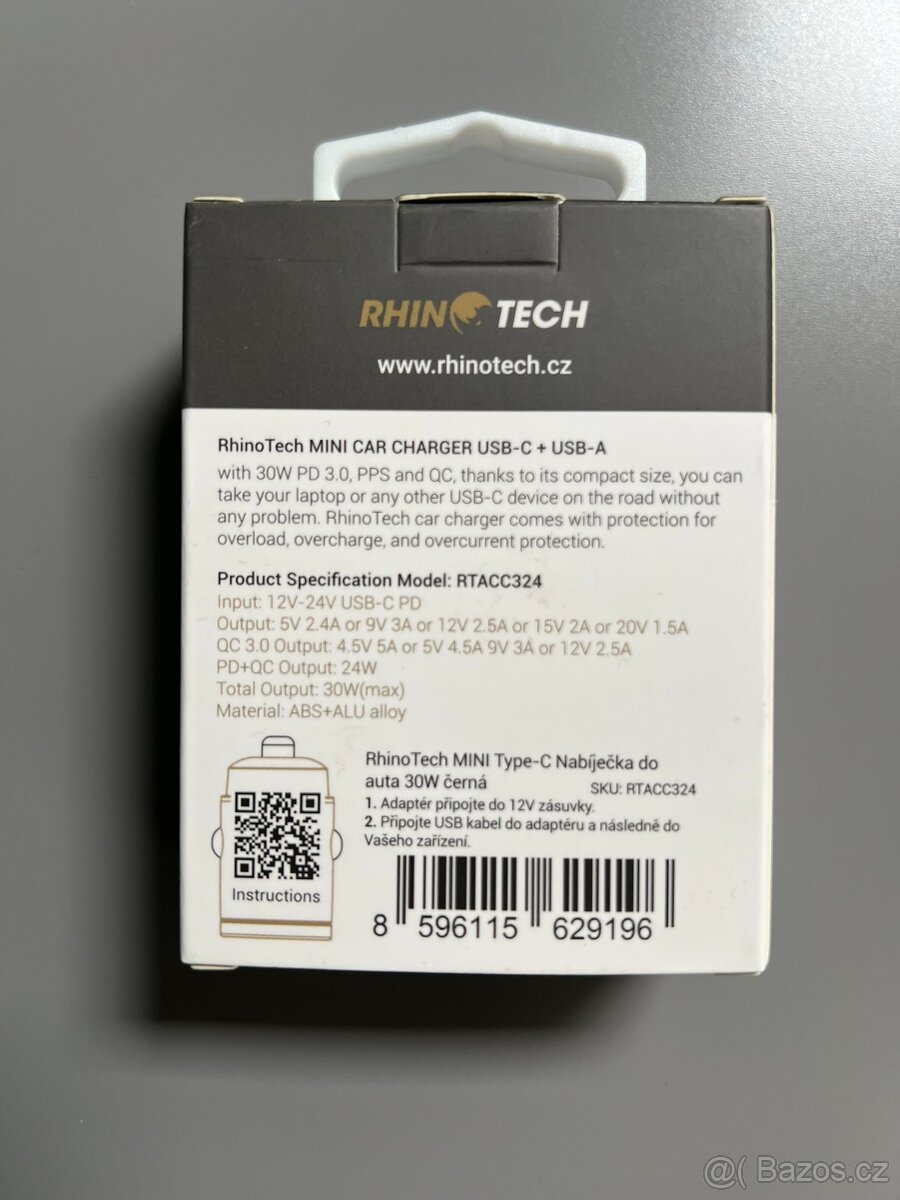 RHINOTECH
www.rhinotech.cz
RhinoTech MINI CAR CHARGER USB-C + USB-A
with 30W PD 3.0, PPS and QC, thanks to its compact size, you can
take your laptop or any other USB-C device on the road without
any problem. RhinoTech car charger comes with protection for
overload, overcharge, and overcurrent protection.
Product Specification Model: RTACC324
Input: 12V-24V USB-C PD
Output: 5V 2.4A or 9V 3A or 12V 2.5A or 15V 2A or 20V 1.5A
QC 3.0 Output: 4.5V 5A or 5V 4.5A 9V 3A or 12V 2.5A
PD+QC Output: 24W
Total Output: 30W(max)
Material: ABS+ALU alloy
Instructions
RhinoTech MINI Type-C Nabíječka do
auta 30W černá
SKU: RTACC324
1. Adaptér připojte do 12V zásuvky.
2. Připojte USB kabel do adaptéru a následně do
Vašeho zařízení.
8 596115 629196
@( Bazos.cz